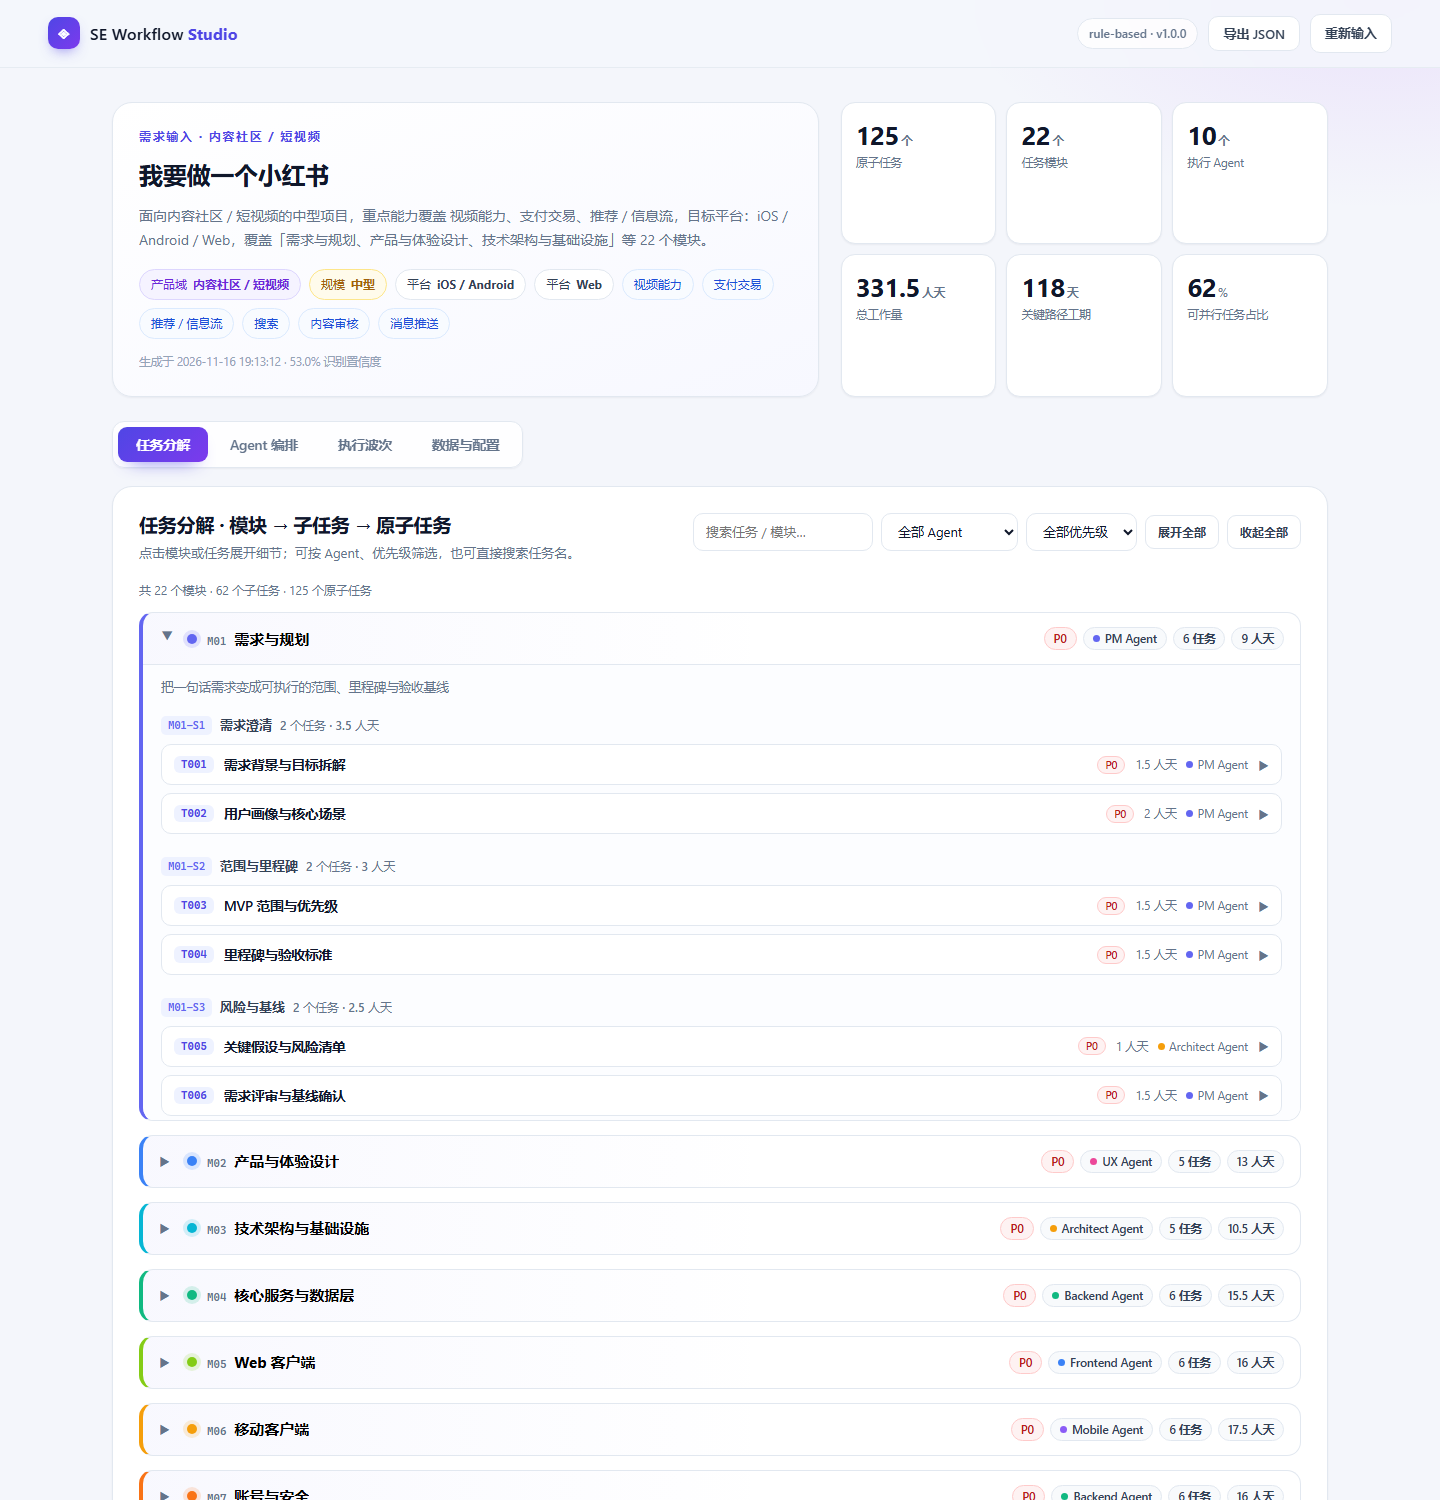 SE Workflow Studio
rule-based · v1.0.0
导出 JSON
重新输入
需求输入 · 内容社区 / 短视频
我要做一个小红书
面向内容社区 / 短视频的中型项目，重点能力覆盖 视频能力、支付交易、推荐 / 信息流，目标平台：iOS /
Android / Web，覆盖「需求与规划、产品与体验设计、技术架构与基础设施」等 22 个模块。
产品域 内容社区 / 短视频
规模 中型
平台 iOS / Android
平台 Web
视频能力
支付交易
推荐 / 信息流
搜索
内容审核
消息推送
生成于 2026-11-16 19:13:12 · 53.0% 识别置信度
125个
原子任务
22个
任务模块
10个
执行 Agent
331.5人天
总工作量
118天
关键路径工期
62%
可并行任务占比
任务分解
Agent 编排
执行波次
数据与配置
任务分解 · 模块 → 子任务 → 原子任务
点击模块或任务展开细节；可按 Agent、优先级筛选，也可直接搜索任务名。
搜索任务 / 模块...
全部 Agent
全部优先级
展开全部
收起全部
共 22 个模块 · 62 个子任务 · 125 个原子任务
▼ M01 需求与规划 P0 PM Agent 6 任务 9 人天
把一句话需求变成可执行的范围、里程碑与验收基线
M01-S1 需求澄清 2 个任务 · 3.5 人天
T001 需求背景与目标拆解 P0 1.5 人天 PM Agent ▶
T002 用户画像与核心场景 P0 2 人天 PM Agent ▶
M01-S2 范围与里程碑 2 个任务 · 3 人天
T003 MVP 范围与优先级 P0 1.5 人天 PM Agent ▶
T004 里程碑与验收标准 P0 1.5 人天 PM Agent ▶
M01-S3 风险与基线 2 个任务 · 2.5 人天
T005 关键假设与风险清单 P0 1 人天 Architect Agent ▶
T006 需求评审与基线确认 P0 1.5 人天 PM Agent ▶
▶ M02 产品与体验设计 P0 UX Agent 5 任务 13 人天
▶ M03 技术架构与基础设施 P0 Architect Agent 5 任务 10.5 人天
▶ M04 核心服务与数据层 P0 Backend Agent 6 任务 15.5 人天
▶ M05 Web 客户端 P0 Frontend Agent 6 任务 16 人天
▶ M06 移动客户端 P0 Mobile Agent 6 任务 17.5 人天
▶ M07 账号与安全 P0 Backend Agent 6 任务 16 人天